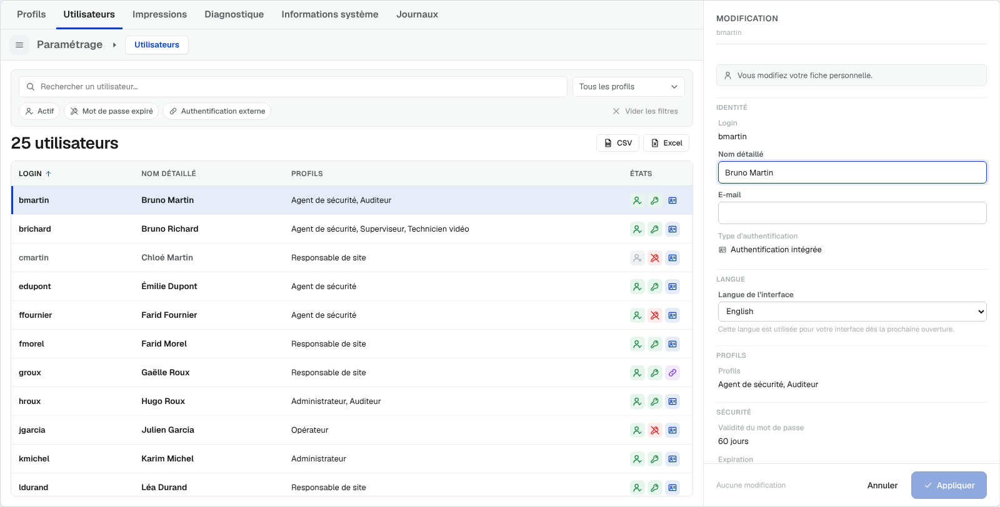 Profils Utilisateurs Impressions Diagnostique Informations système Journaux
Paramétrage Utilisateurs
Rechercher un utilisateur... Tous les profils
Actif Mot de passe expiré Authentification externe Vider les filtres
25 utilisateurs CSV Excel
LOGIN NOM DÉTAILLÉ PROFILS ÉTATS
bmartin Bruno Martin Agent de sécurité, Auditeur
brichard Bruno Richard Agent de sécurité, Superviseur, Technicien vidéo
cmartin Chloé Martin Responsable de site
edupont Émilie Dupont Agent de sécurité
ffournier Farid Fournier Agent de sécurité
fmorel Farid Morel Responsable de site
groux Gaëlle Roux Responsable de site
hroux Hugo Roux Administrateur, Auditeur
jgarcia Julien Garcia Opérateur
kmichel Karim Michel Administrateur
ldurand Léa Durand Responsable de site
MODIFICATION
bmartin
Vous modifiez votre fiche personnelle.
IDENTITÉ
Login
bmartin
Nom détaillé
Bruno Martin
E-mail
Type d'authentification
Authentification intégrée
LANGUE
Langue de l'interface
English
Cette langue est utilisée pour votre interface dès la prochaine ouverture.
PROFILS
Profils
Agent de sécurité, Auditeur
SÉCURITÉ
Validité du mot de passe
60 jours
Expiration
Aucune modification Annuler Appliquer